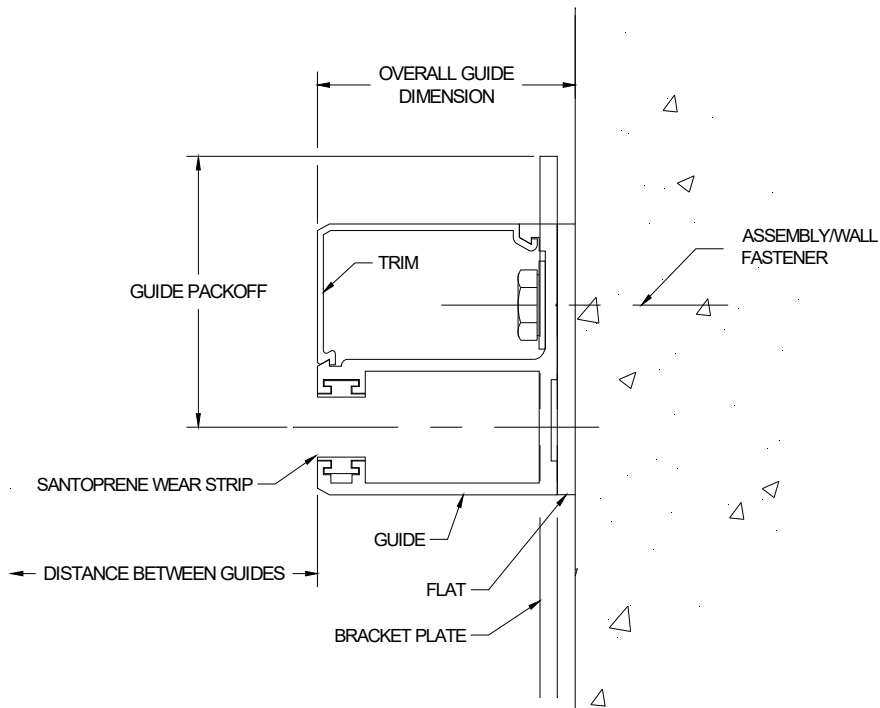 OVERALL GUIDE
DIMENSION
ASSEMBLY/WALL
FASTENER
TRIM
GUIDE PACKOFF
SANTOPRENE WEAR STRIP
GUIDE
DISTANCE BETWEEN GUIDES
FLAT
BRACKET PLATE